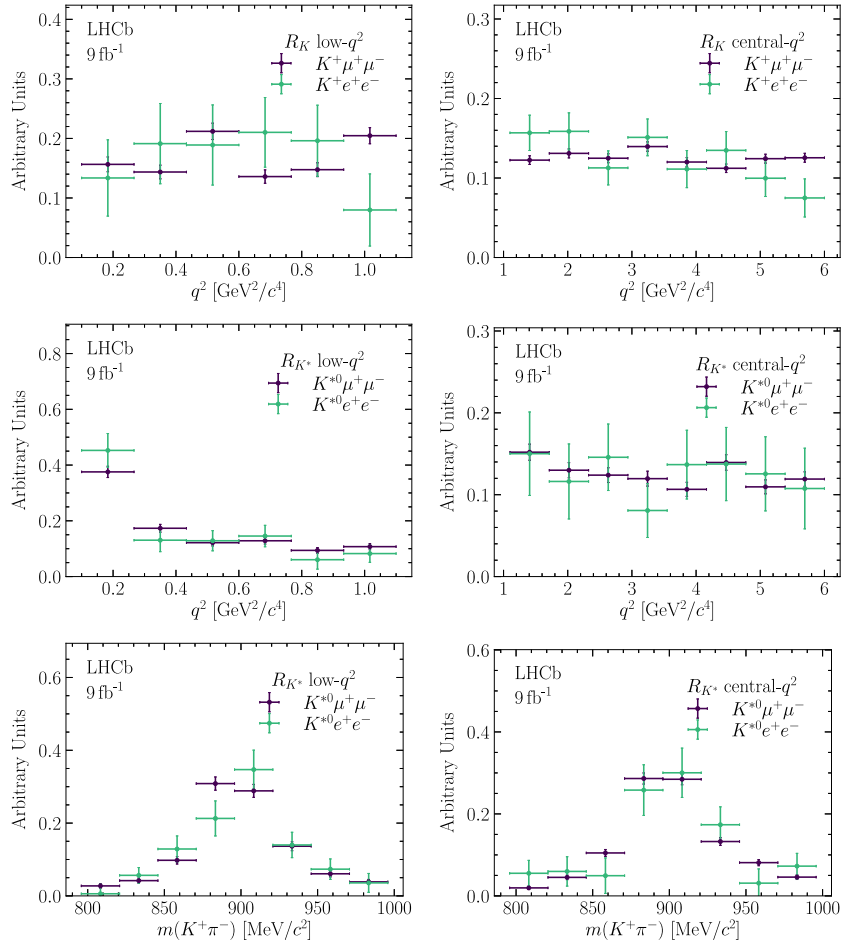 LHCb
9 fb⁻¹
R_K low-q²
K⁺μ⁺μ⁻
K⁺e⁺e⁻
Arbitrary Units
0.4
0.3
0.2
0.1
0.0
0.2 0.4 0.6 0.8 1.0
q² [GeV²/c⁴]
LHCb
9 fb⁻¹
R_K central-q²
K⁺μ⁺μ⁻
K⁺e⁺e⁻
Arbitrary Units
0.3
0.2
0.1
0.0
1 2 3 4 5 6
q² [GeV²/c⁴]
LHCb
9 fb⁻¹
R_K* low-q²
K*⁰μ⁺μ⁻
K*⁰e⁺e⁻
Arbitrary Units
0.8
0.6
0.4
0.2
0.0
0.2 0.4 0.6 0.8 1.0
q² [GeV²/c⁴]
LHCb
9 fb⁻¹
R_K* central-q²
K*⁰μ⁺μ⁻
K*⁰e⁺e⁻
Arbitrary Units
0.3
0.2
0.1
0.0
1 2 3 4 5 6
q² [GeV²/c⁴]
LHCb
9 fb⁻¹
R_K* low-q²
K*⁰μ⁺μ⁻
K*⁰e⁺e⁻
Arbitrary Units
0.6
0.4
0.2
0.0
800 850 900 950 1000
m(K⁺π⁻) [MeV/c²]
LHCb
9 fb⁻¹
R_K* central-q²
K*⁰μ⁺μ⁻
K*⁰e⁺e⁻
Arbitrary Units
0.6
0.4
0.2
0.0
800 850 900 950 1000
m(K⁺π⁻) [MeV/c²]